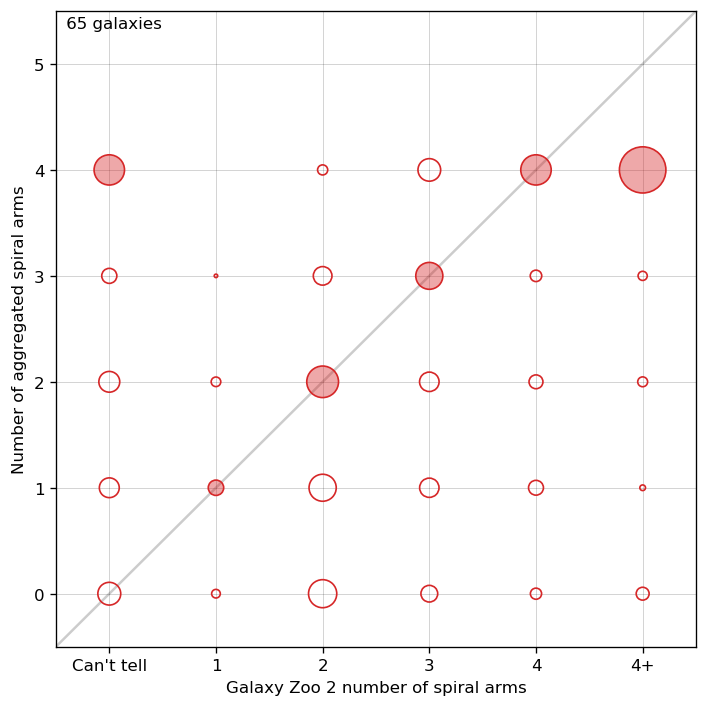 65 galaxies
5
4
3
2
1
0
Number of aggregated spiral arms
Can't tell 1 2 3 4 4+
Galaxy Zoo 2 number of spiral arms